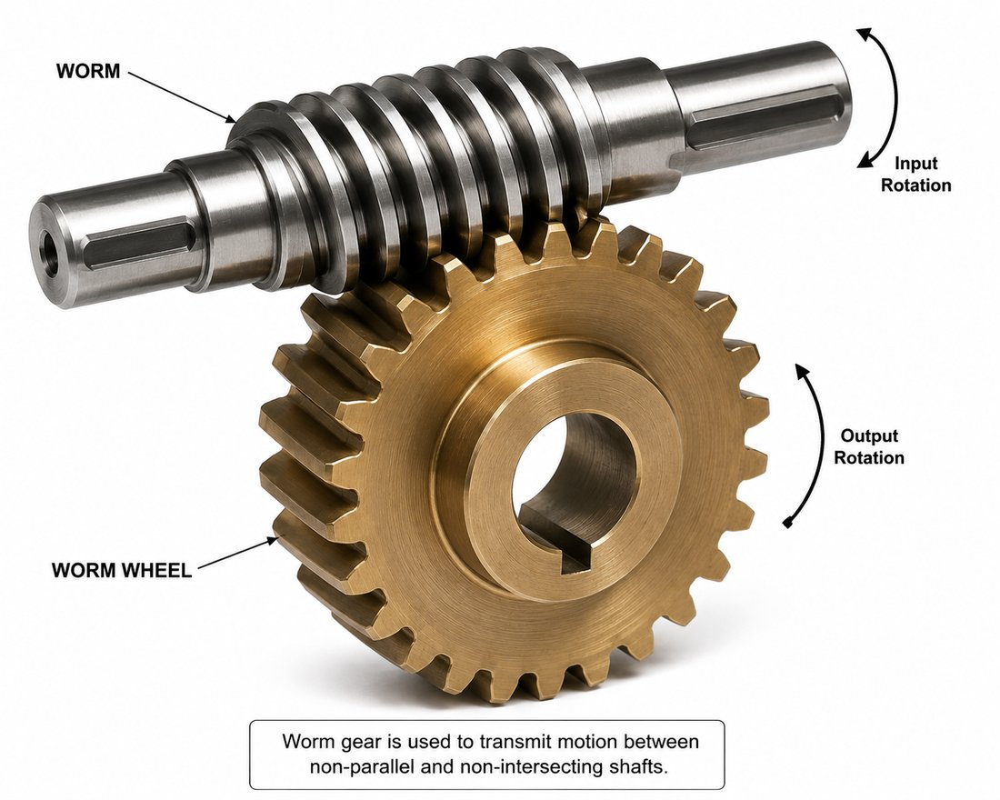 WORM
Input
Rotation
Output
Rotation
WORM WHEEL
Worm gear is used to transmit motion between
non-parallel and non-intersecting shafts.